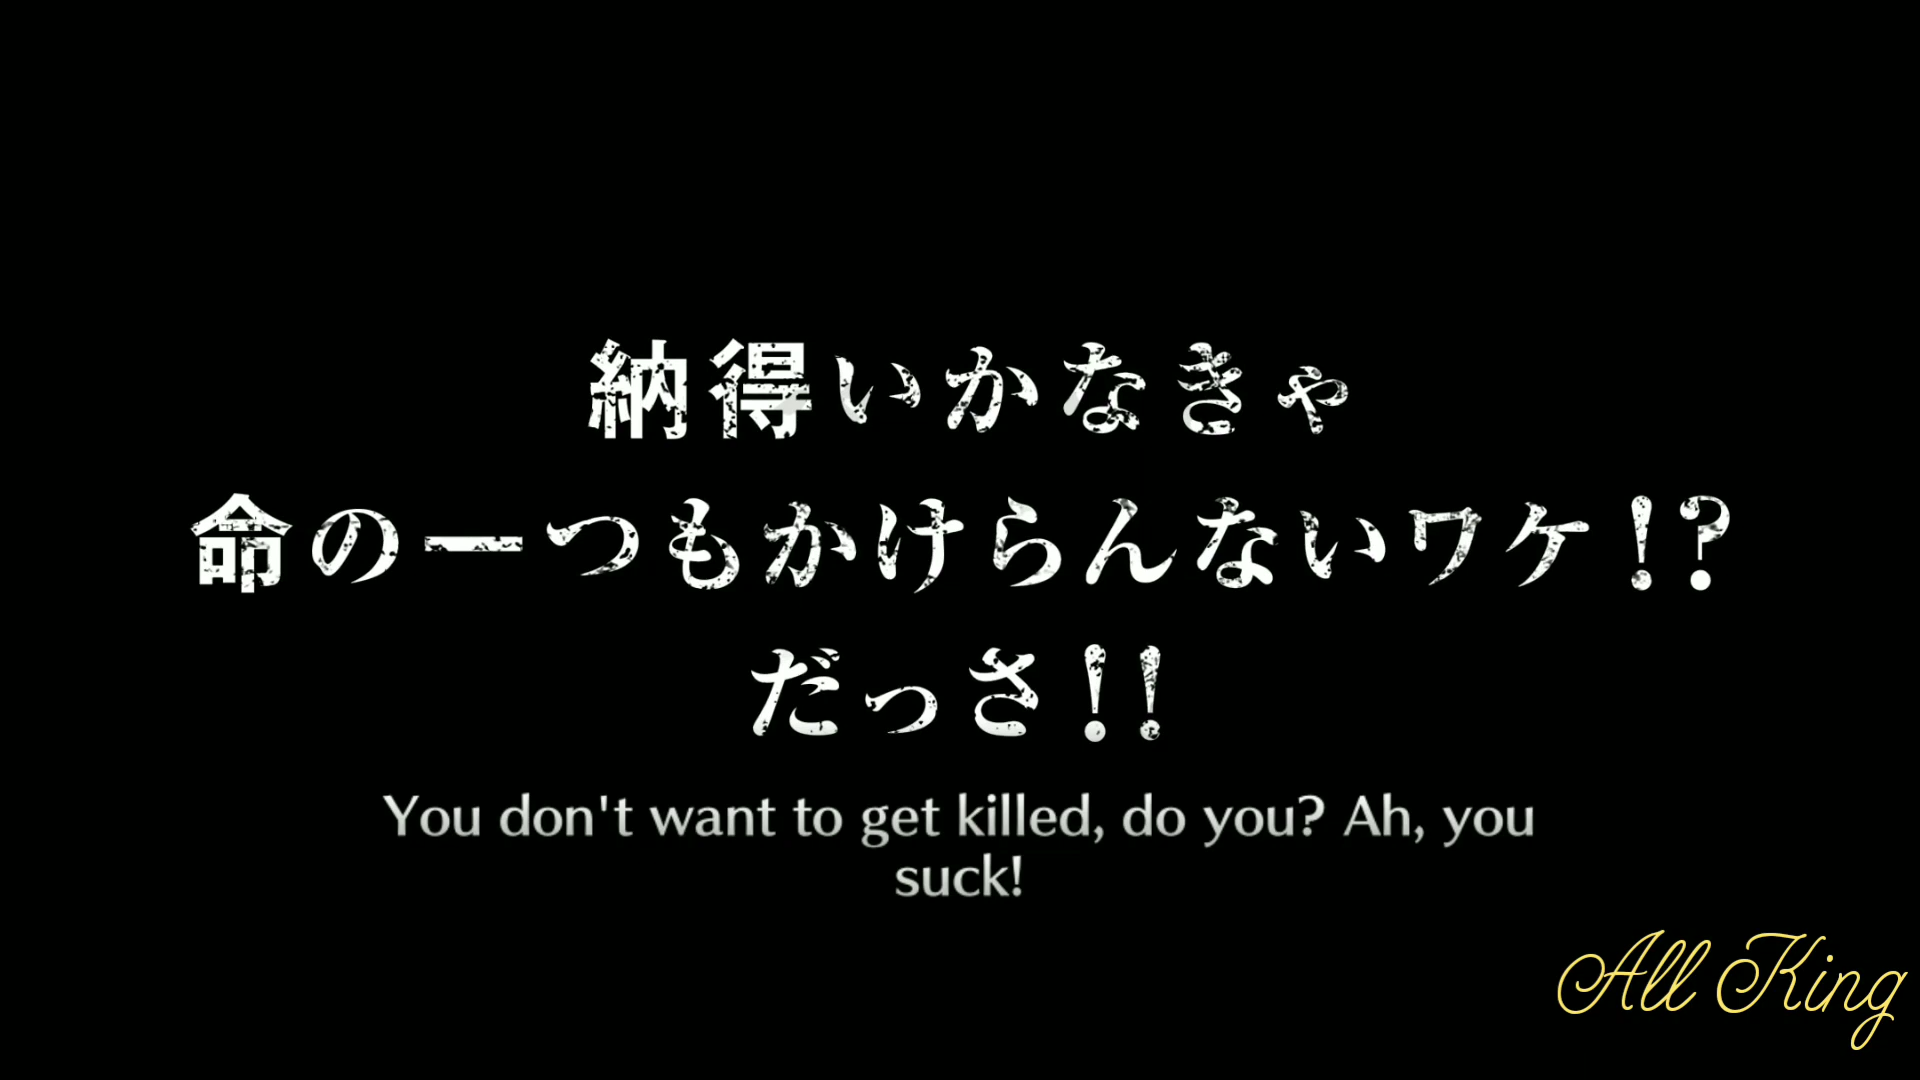 納得いかなきゃ
命の一つもかけらんないワケ！？
だっさ！！
You don't want to get killed, do you? Ah, you
suck!
All King